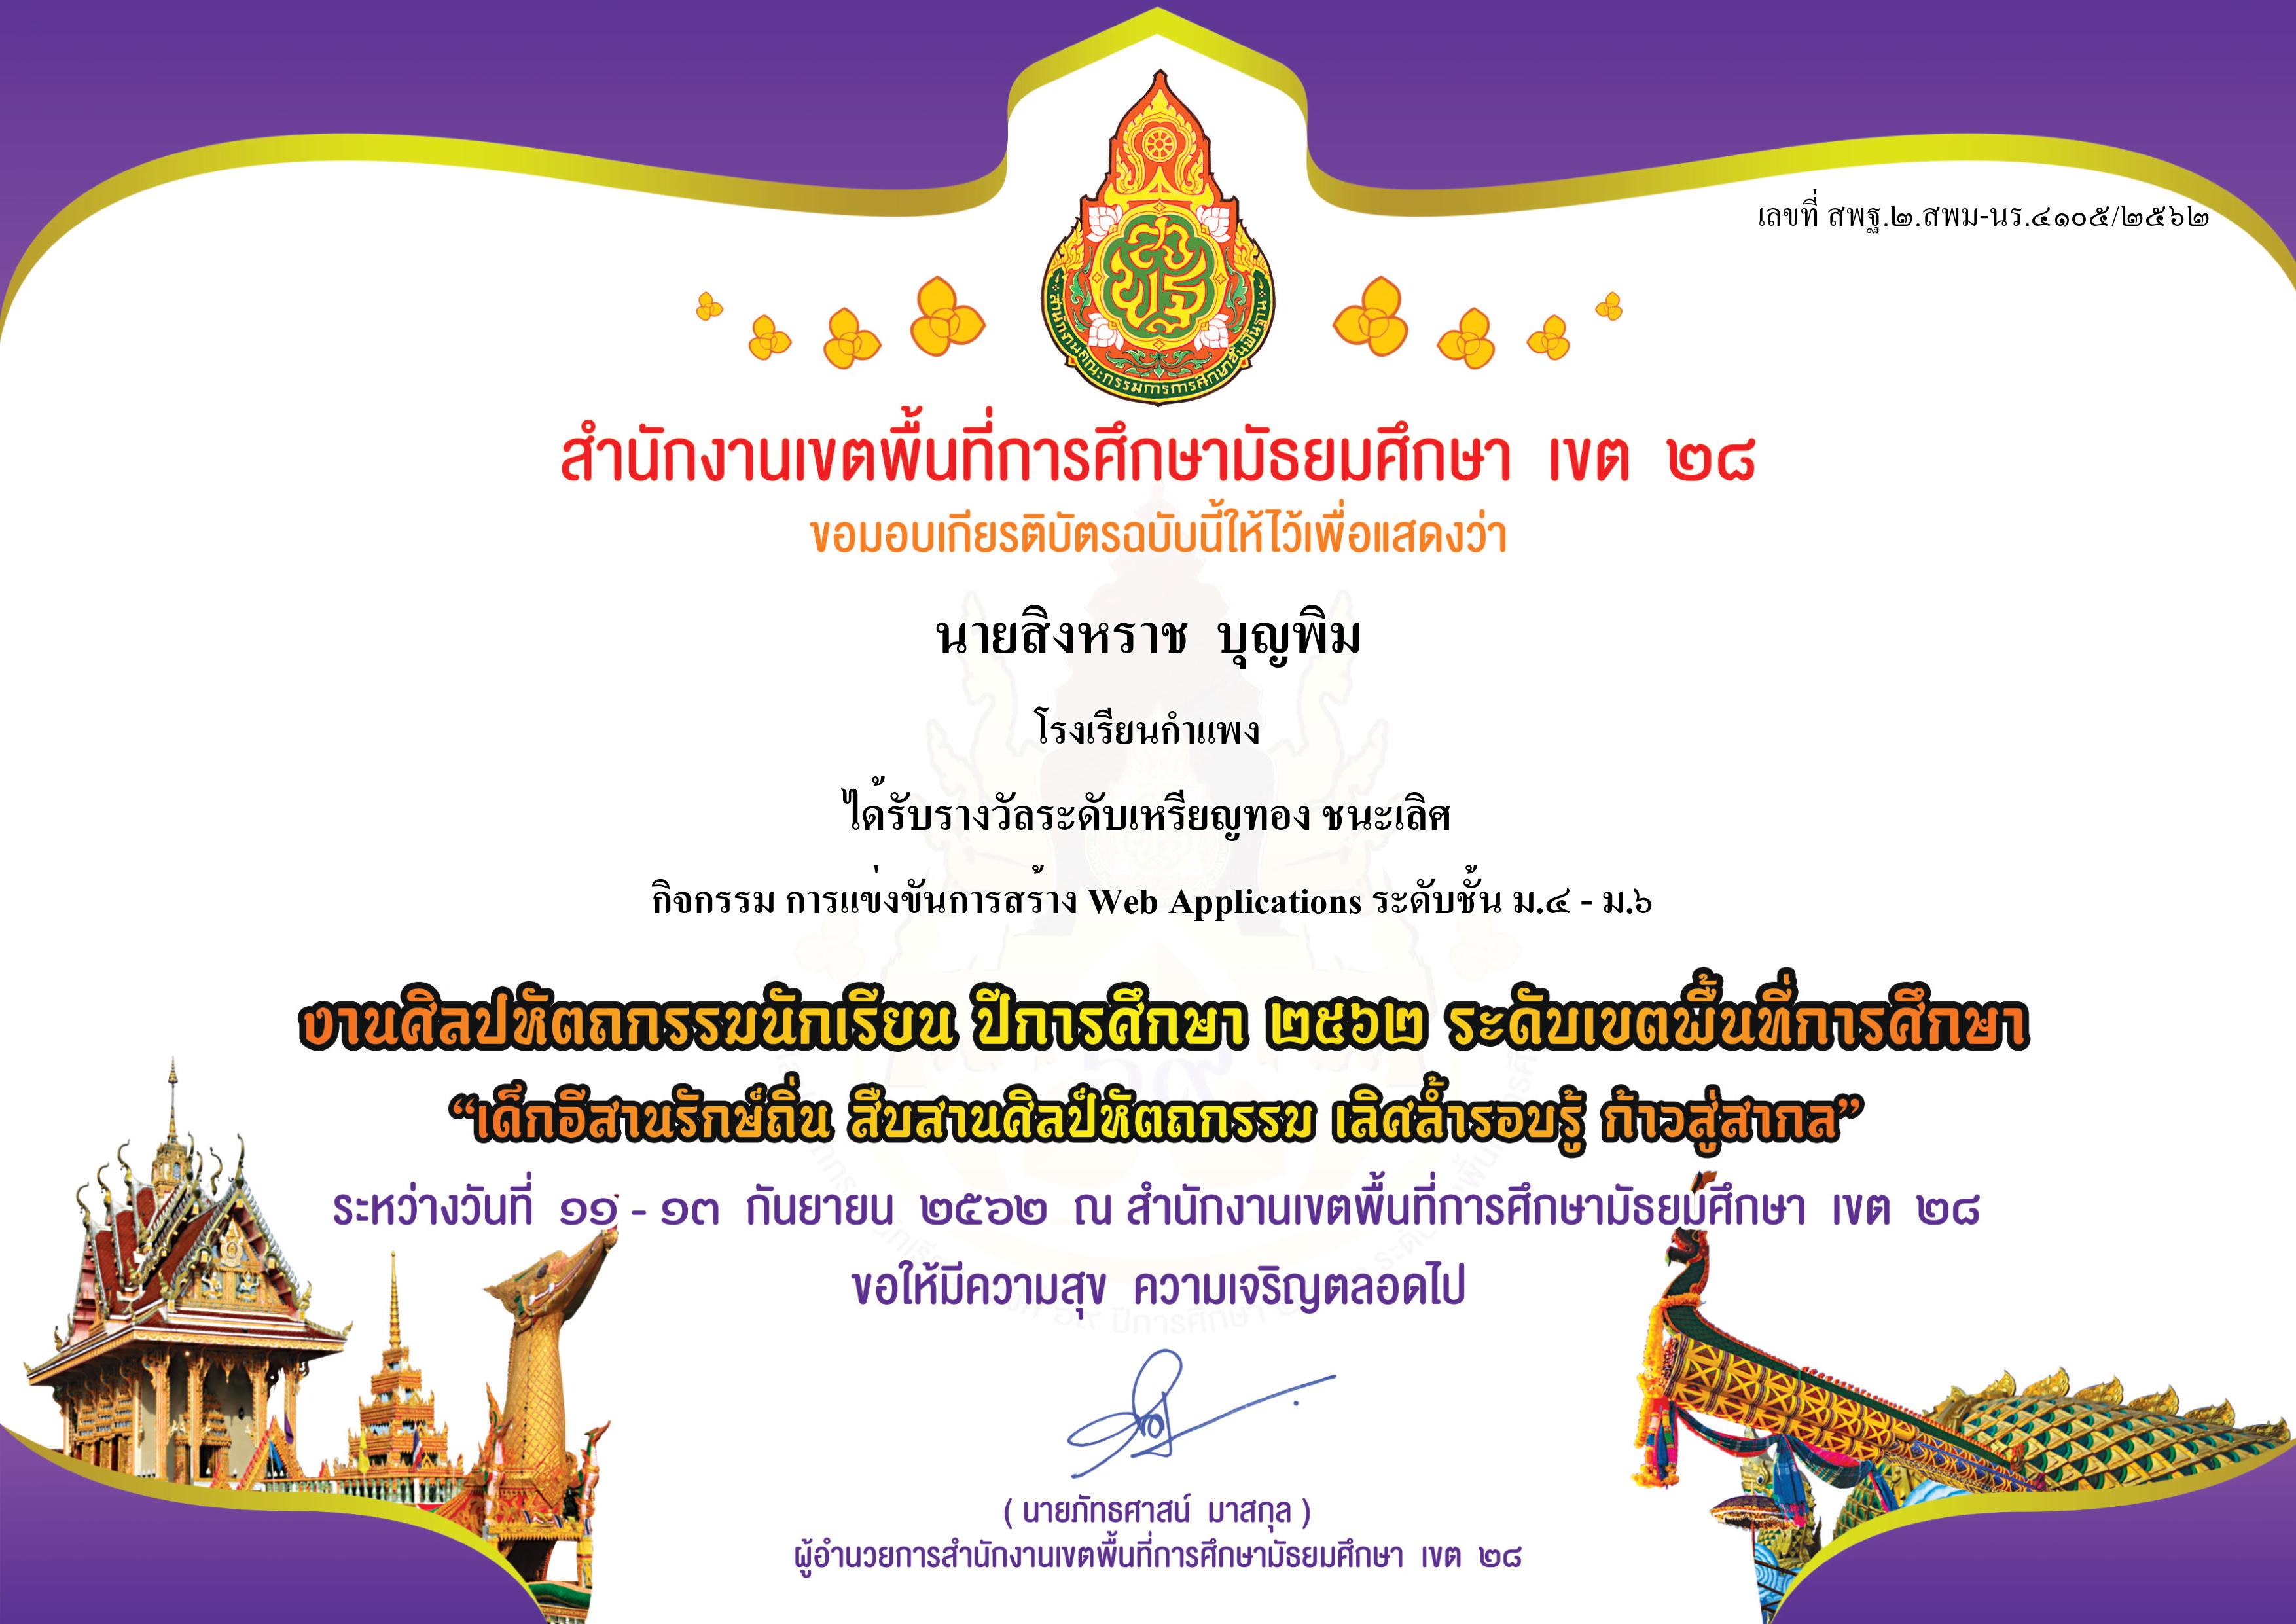 เลขที่ สพฐ.๒.สพม-นร.๔๑๐๕/๒๕๖๒
สำนักงานคณะกรรมการการศึกษาขั้นพื้นฐาน
สำนักงานเขตพื้นที่การศึกษามัธยมศึกษา เขต ๒๘
ขอมอบเกียรติบัตรฉบับนี้ให้ไว้เพื่อแสดงว่า
นายสิงหราช บุญพิม
โรงเรียนกำแพง
ได้รับรางวัลระดับเหรียญทอง ชนะเลิศ
กิจกรรม การแข่งขันการสร้าง Web Applications ระดับชั้น ม.๔ - ม.๖
งานศิลปหัตถกรรมนักเรียน ปีการศึกษา ๒๕๖๒ ระดับเขตพื้นที่การศึกษา
“เด็กอีสานรักษ์ถิ่น สืบสานศิลป์หัตถกรรม เลิศล้ำรอบรู้ ก้าวสู่สากล”
ระหว่างวันที่ ๑๑ - ๑๓ กันยายน ๒๕๖๒ ณ สำนักงานเขตพื้นที่การศึกษามัธยมศึกษา เขต ๒๘
ขอให้มีความสุข ความเจริญตลอดไป
( นายภัทรศาสน์ มาสกุล )
ผู้อำนวยการสำนักงานเขตพื้นที่การศึกษามัธยมศึกษา เขต ๒๘